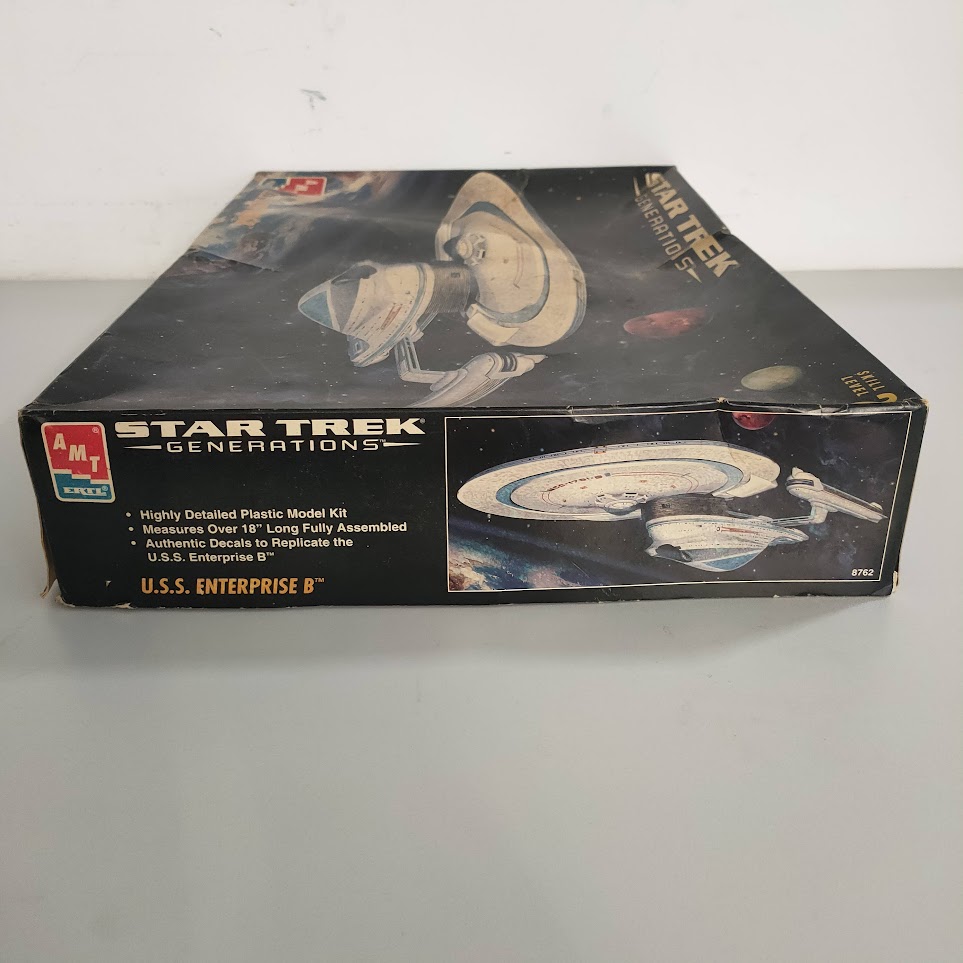 STAR TREK
GENERATIONS
SKILL
LEVEL
AMT®
ERTL®
STAR TREK®
GENERATIONS™
• Highly Detailed Plastic Model Kit
• Measures Over 18" Long Fully Assembled
• Authentic Decals to Replicate the
U.S.S. Enterprise B™
U.S.S. ENTERPRISE B™
8762